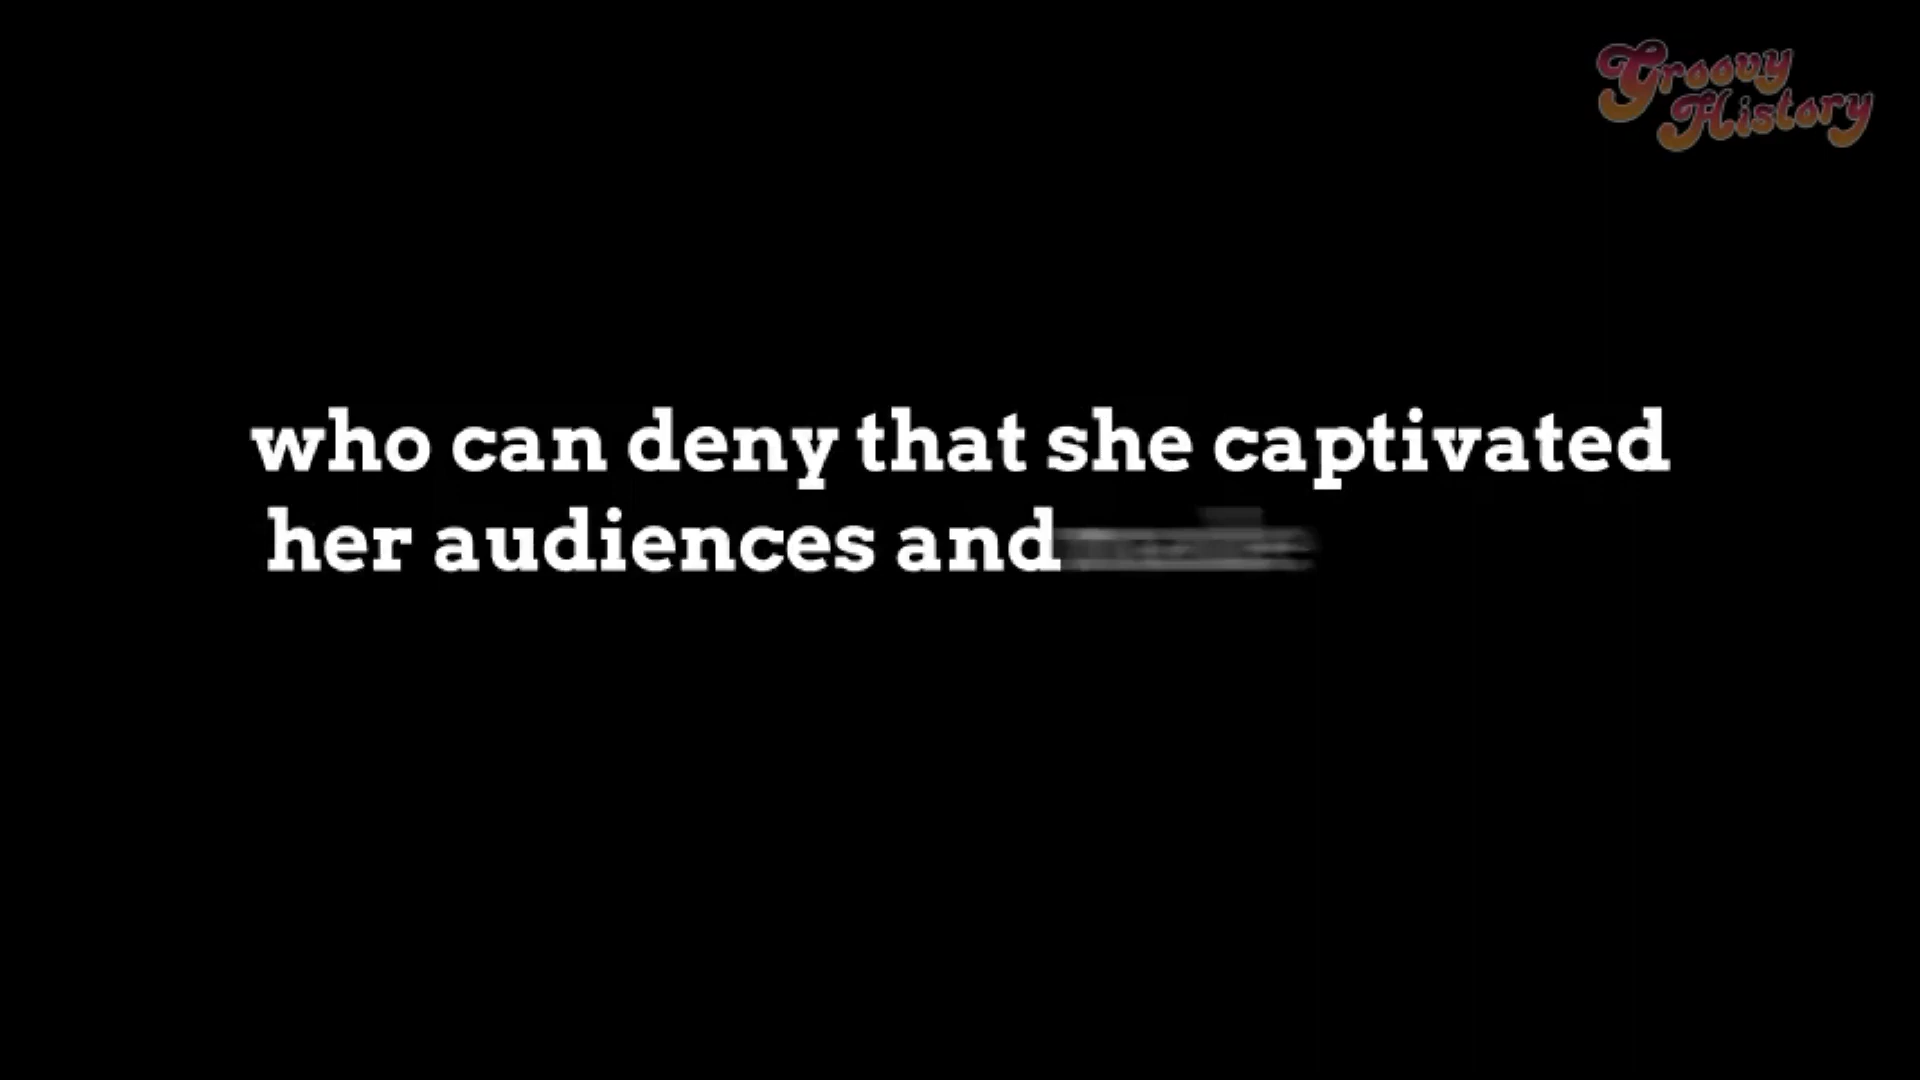 Groovy
History
who can deny that she captivated
her audiences and